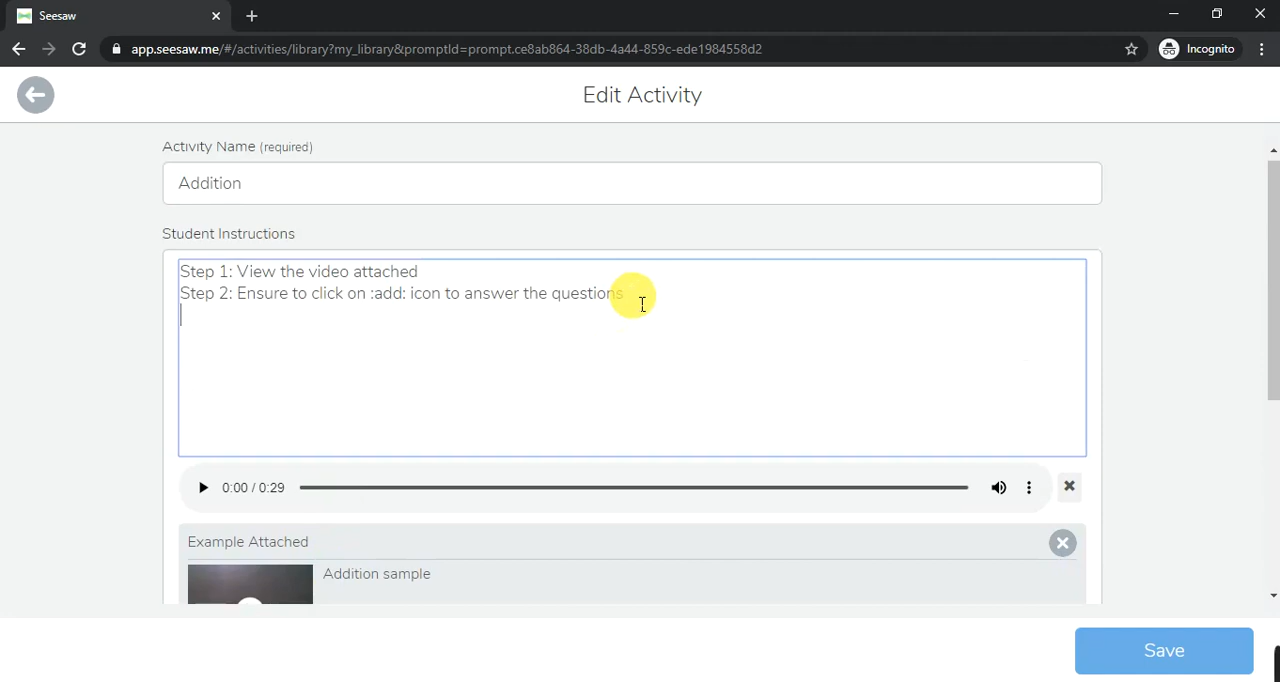 Seesaw
app.seesaw.me/#/activities/library?my_library&promptId=prompt.ce8ab864-38db-4a44-859c-ede1984558d2
Incognito
Edit Activity
Activity Name (required)
Addition
Student Instructions
Step 1: View the video attached
Step 2: Ensure to click on :add: icon to answer the questions
0:00 / 0:29
Example Attached
Addition sample
Save